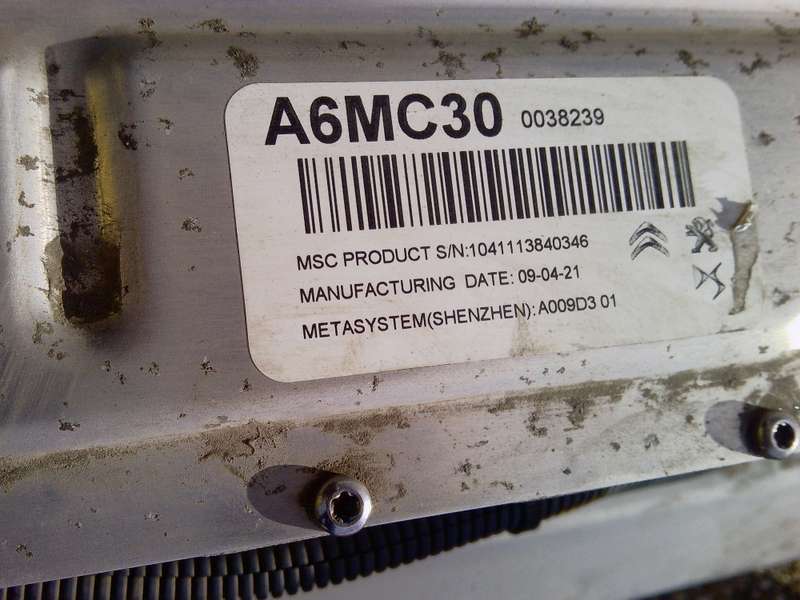 A6MC30 0038239
MSC PRODUCT S/N:1041113840346
MANUFACTURING DATE: 09-04-21
METASYSTEM(SHENZHEN): A009D3 01